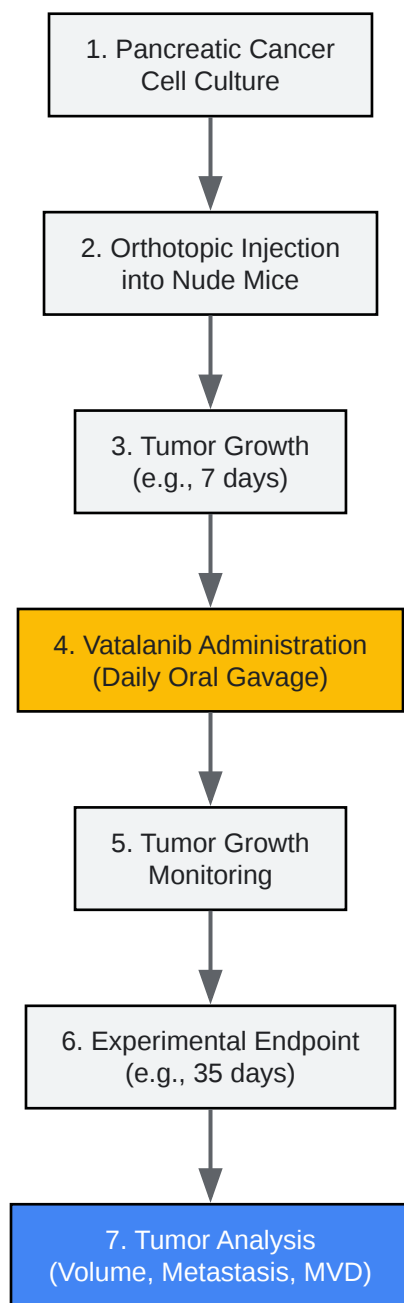 1. Pancreatic Cancer
Cell Culture
2. Orthotopic Injection
into Nude Mice
3. Tumor Growth
(e.g., 7 days)
4. Vatalanib Administration
(Daily Oral Gavage)
5. Tumor Growth
Monitoring
6. Experimental Endpoint
(e.g., 35 days)
7. Tumor Analysis
(Volume, Metastasis, MVD)